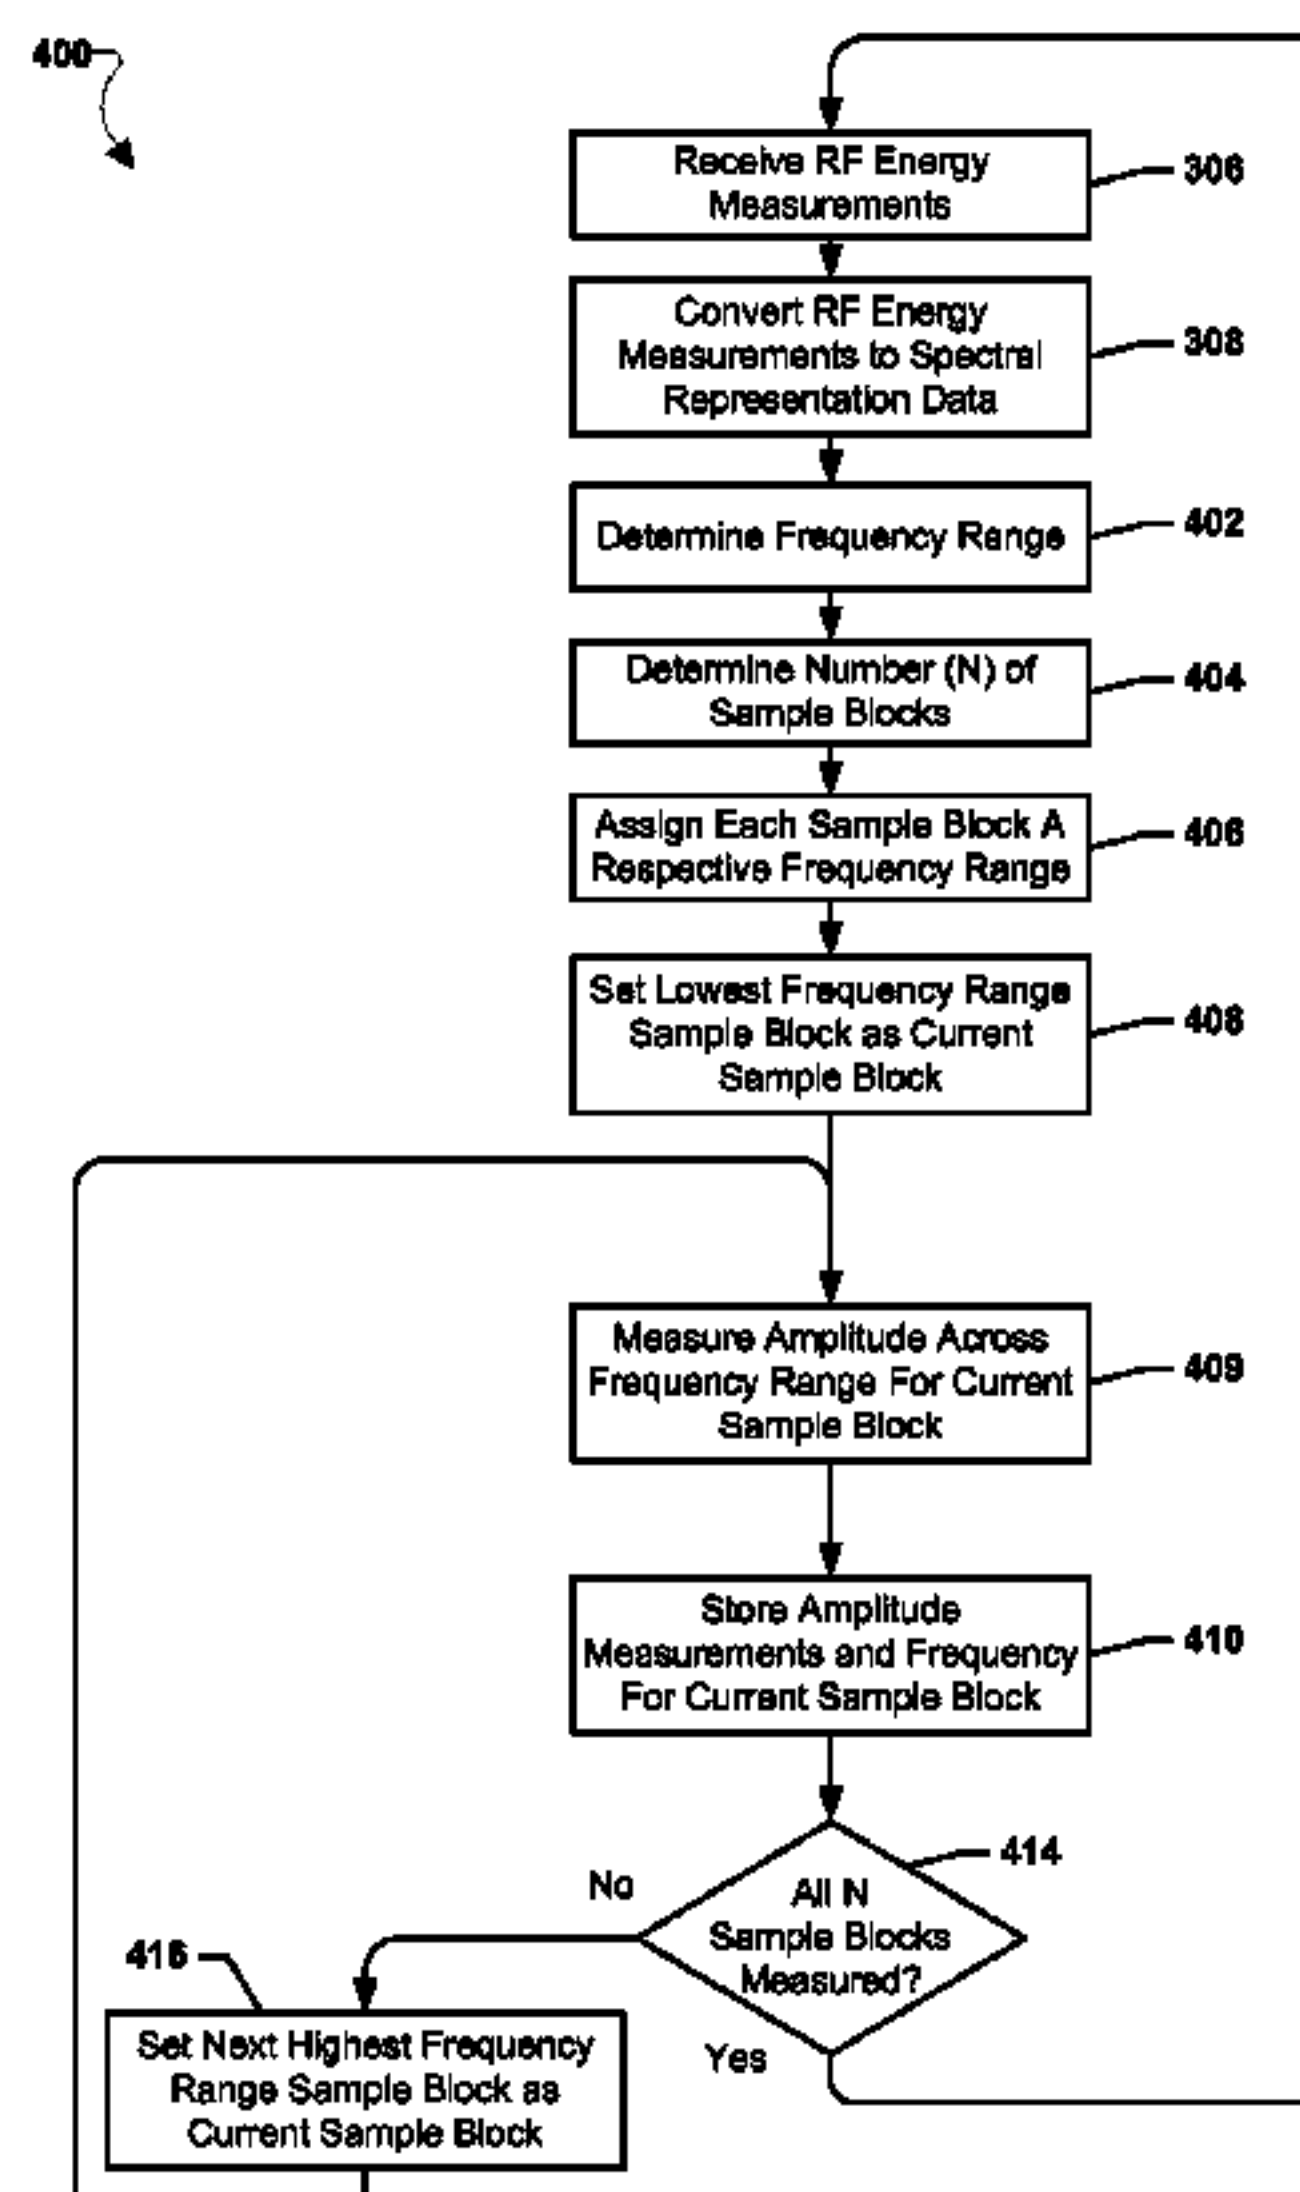 400
Receive RF Energy
Measurements
306
Convert RF Energy
Measurements to Spectral
Representation Data
308
Determine Frequency Range
402
Determine Number (N) of
Sample Blocks
404
Assign Each Sample Block A
Respective Frequency Range
406
Set Lowest Frequency Range
Sample Block as Current
Sample Block
408
Measure Amplitude Across
Frequency Range For Current
Sample Block
409
Store Amplitude
Measurements and Frequency
For Current Sample Block
410
414
No
All N
Sample Blocks
Measured?
416
Yes
Set Next Highest Frequency
Range Sample Block as
Current Sample Block